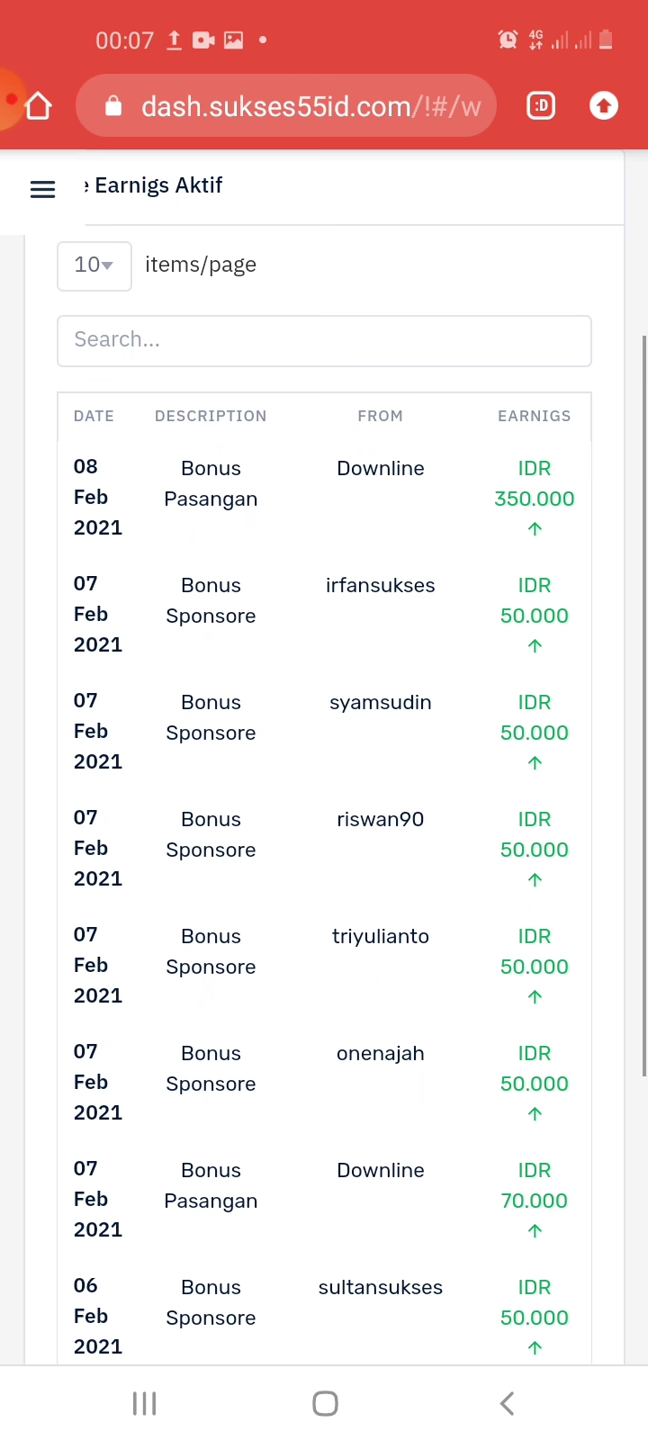 00:07
4G
dash.sukses55id.com/!#/w
:D
e Earnigs Aktif
10 items/page
Search...
DATE DESCRIPTION FROM EARNIGS
08 Bonus Downline IDR
Feb Pasangan 350.000
2021 ↑
07 Bonus irfansukses IDR
Feb Sponsore 50.000
2021 ↑
07 Bonus syamsudin IDR
Feb Sponsore 50.000
2021 ↑
07 Bonus riswan90 IDR
Feb Sponsore 50.000
2021 ↑
07 Bonus triyulianto IDR
Feb Sponsore 50.000
2021 ↑
07 Bonus onenajah IDR
Feb Sponsore 50.000
2021 ↑
07 Bonus Downline IDR
Feb Pasangan 70.000
2021 ↑
06 Bonus sultansukses IDR
Feb Sponsore 50.000
2021 ↑